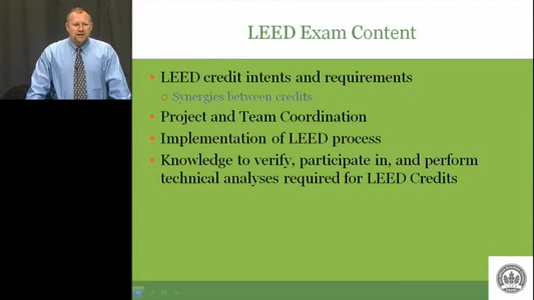 LEED Exam Content
LEED credit intents and requirements
Synergies between credits
Project and Team Coordination
Implementation of LEED process
Knowledge to verify, participate in, and perform
technical analyses required for LEED Credits